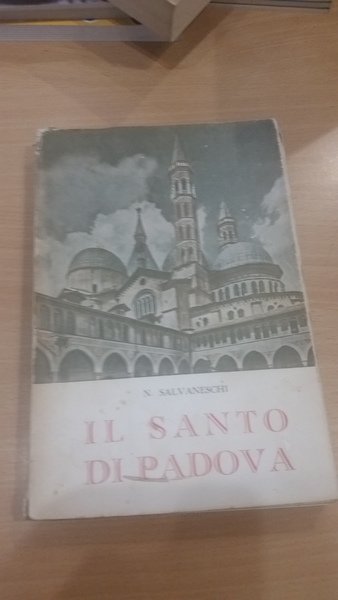 N. SALVANESCHI
IL SANTO
DI PADOVA